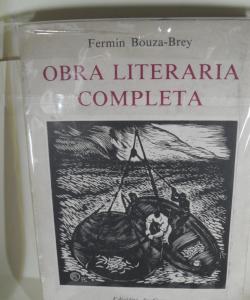 Fermín Bouza-Brey
OBRA LITERARIA
COMPLETA